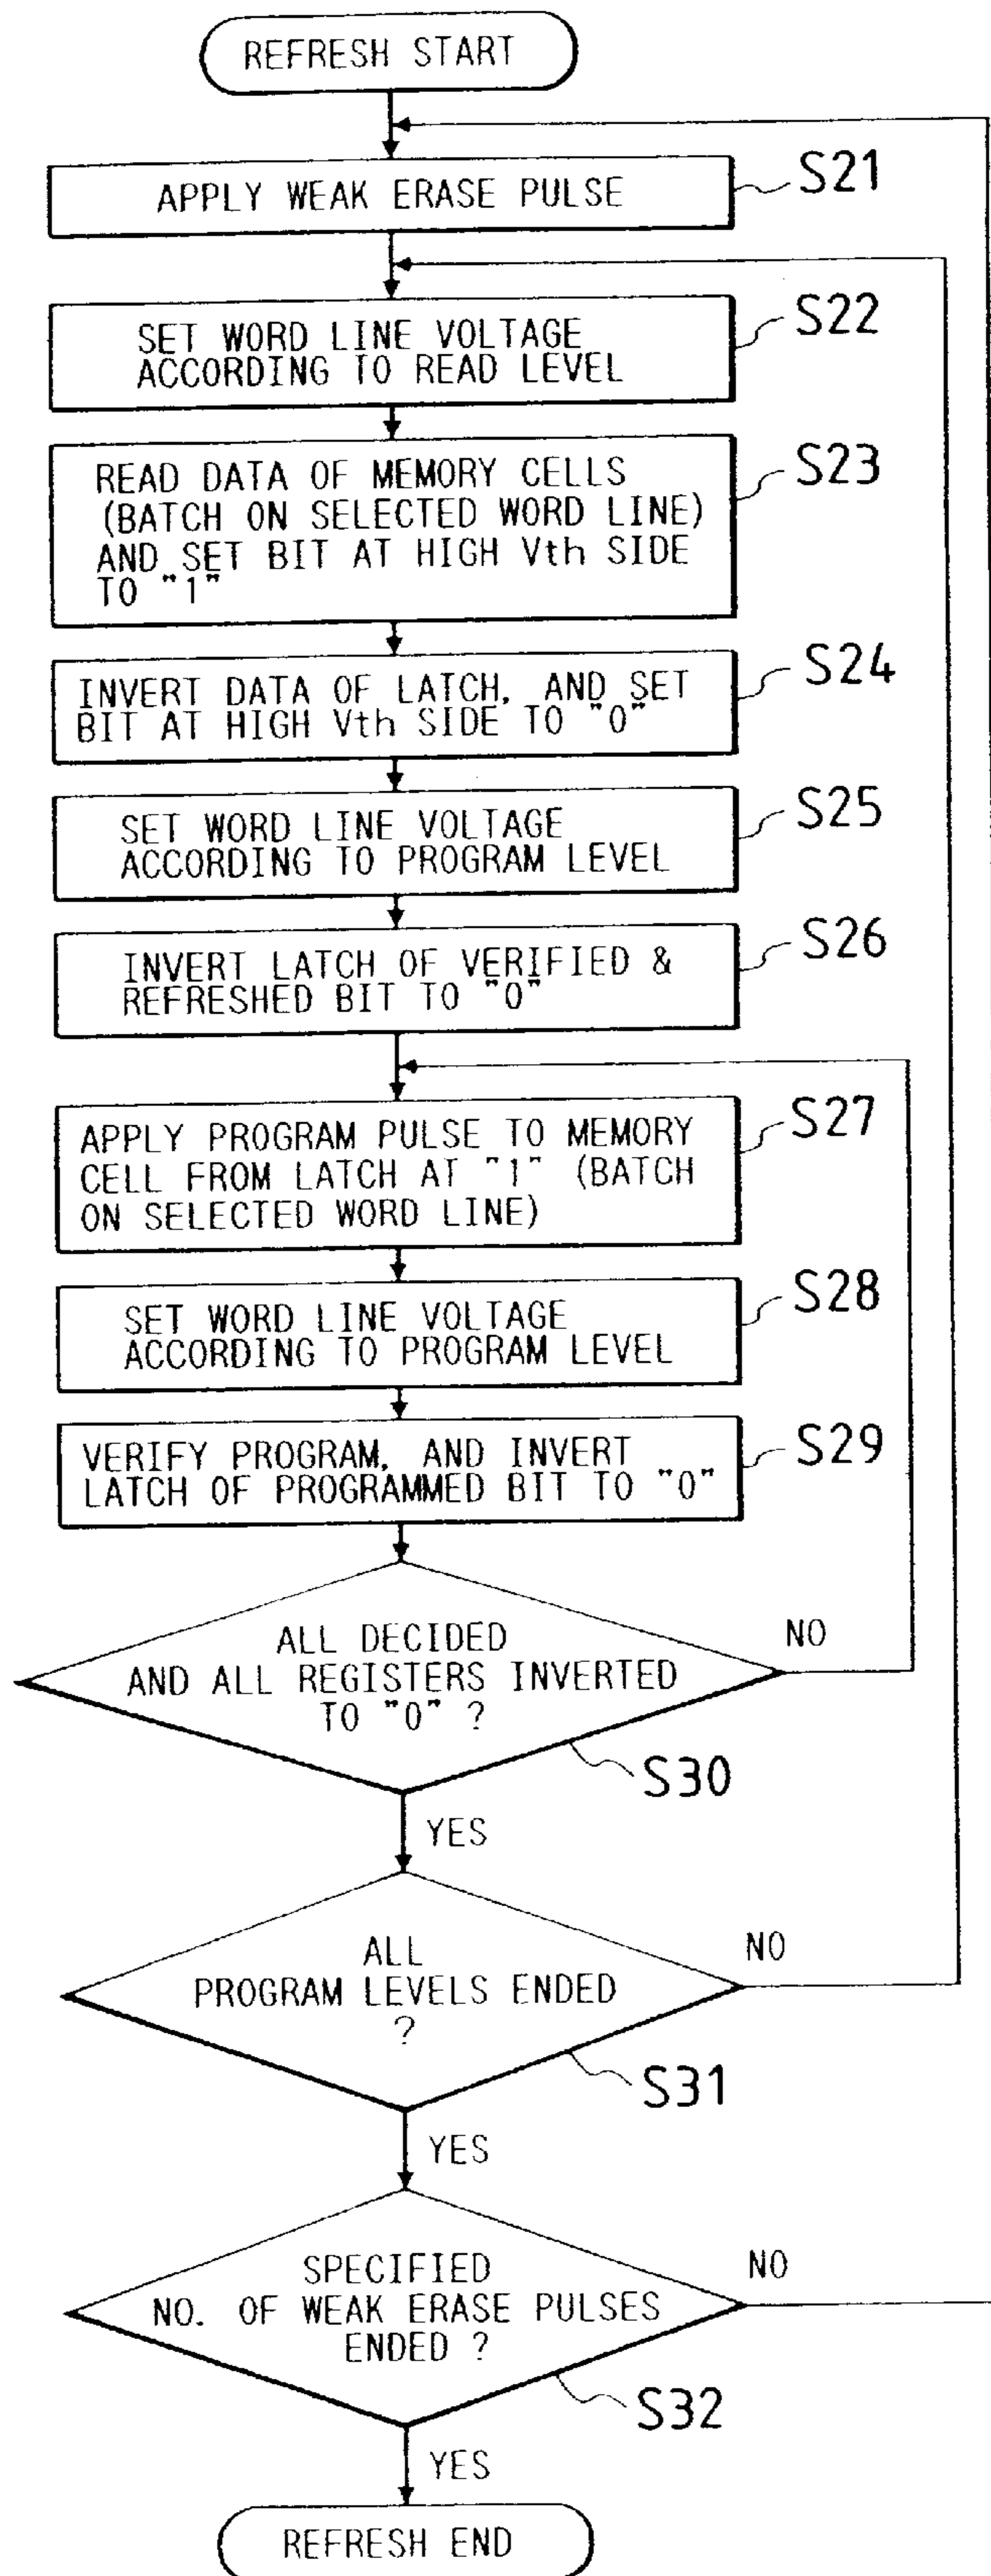 REFRESH START
APPLY WEAK ERASE PULSE
S21
SET WORD LINE VOLTAGE
ACCORDING TO READ LEVEL
S22
READ DATA OF MEMORY CELLS
(BATCH ON SELECTED WORD LINE)
AND SET BIT AT HIGH Vth SIDE
TO "1"
S23
INVERT DATA OF LATCH, AND SET
BIT AT HIGH Vth SIDE TO "0"
S24
SET WORD LINE VOLTAGE
ACCORDING TO PROGRAM LEVEL
S25
INVERT LATCH OF VERIFIED &
REFRESHED BIT TO "0"
S26
APPLY PROGRAM PULSE TO MEMORY
CELL FROM LATCH AT "1" (BATCH
ON SELECTED WORD LINE)
S27
SET WORD LINE VOLTAGE
ACCORDING TO PROGRAM LEVEL
S28
VERIFY PROGRAM, AND INVERT
LATCH OF PROGRAMMED BIT TO "0"
S29
ALL DECIDED
AND ALL REGISTERS INVERTED
TO "0" ?
NO
S30
YES
ALL
PROGRAM LEVELS ENDED
?
NO
S31
YES
SPECIFIED
NO. OF WEAK ERASE PULSES
ENDED ?
NO
S32
YES
REFRESH END